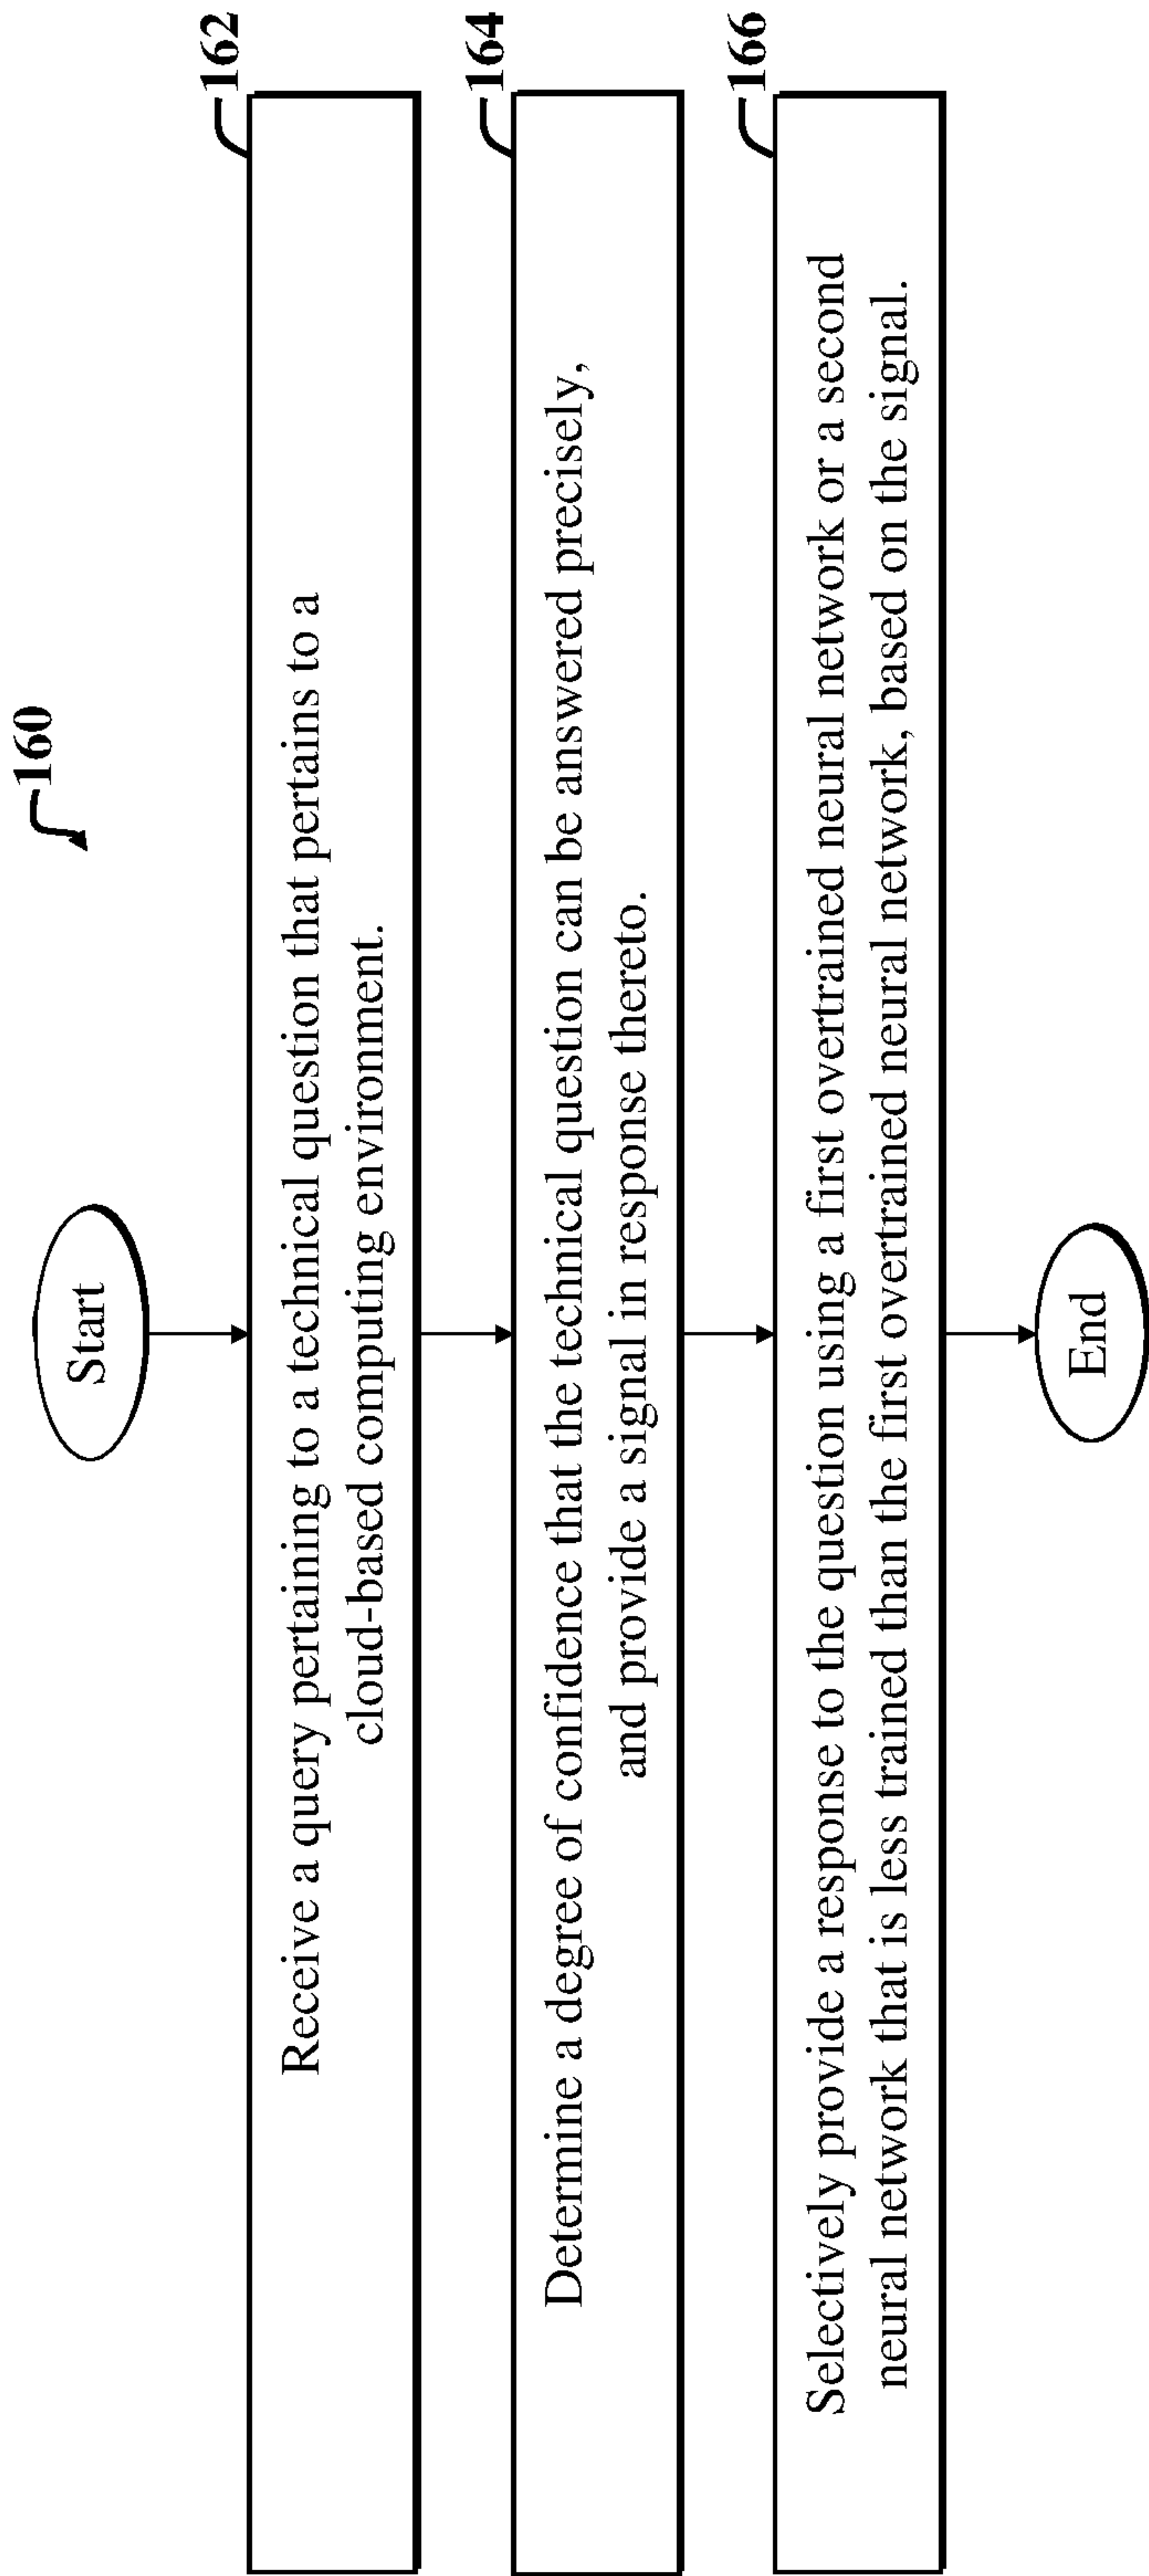 160
Start
162
Receive a query pertaining to a technical question that pertains to a
cloud-based computing environment.
164
Determine a degree of confidence that the technical question can be answered precisely,
and provide a signal in response thereto.
166
Selectively provide a response to the question using a first overtrained neural network or a second
neural network that is less trained than the first overtrained neural network, based on the signal.
End